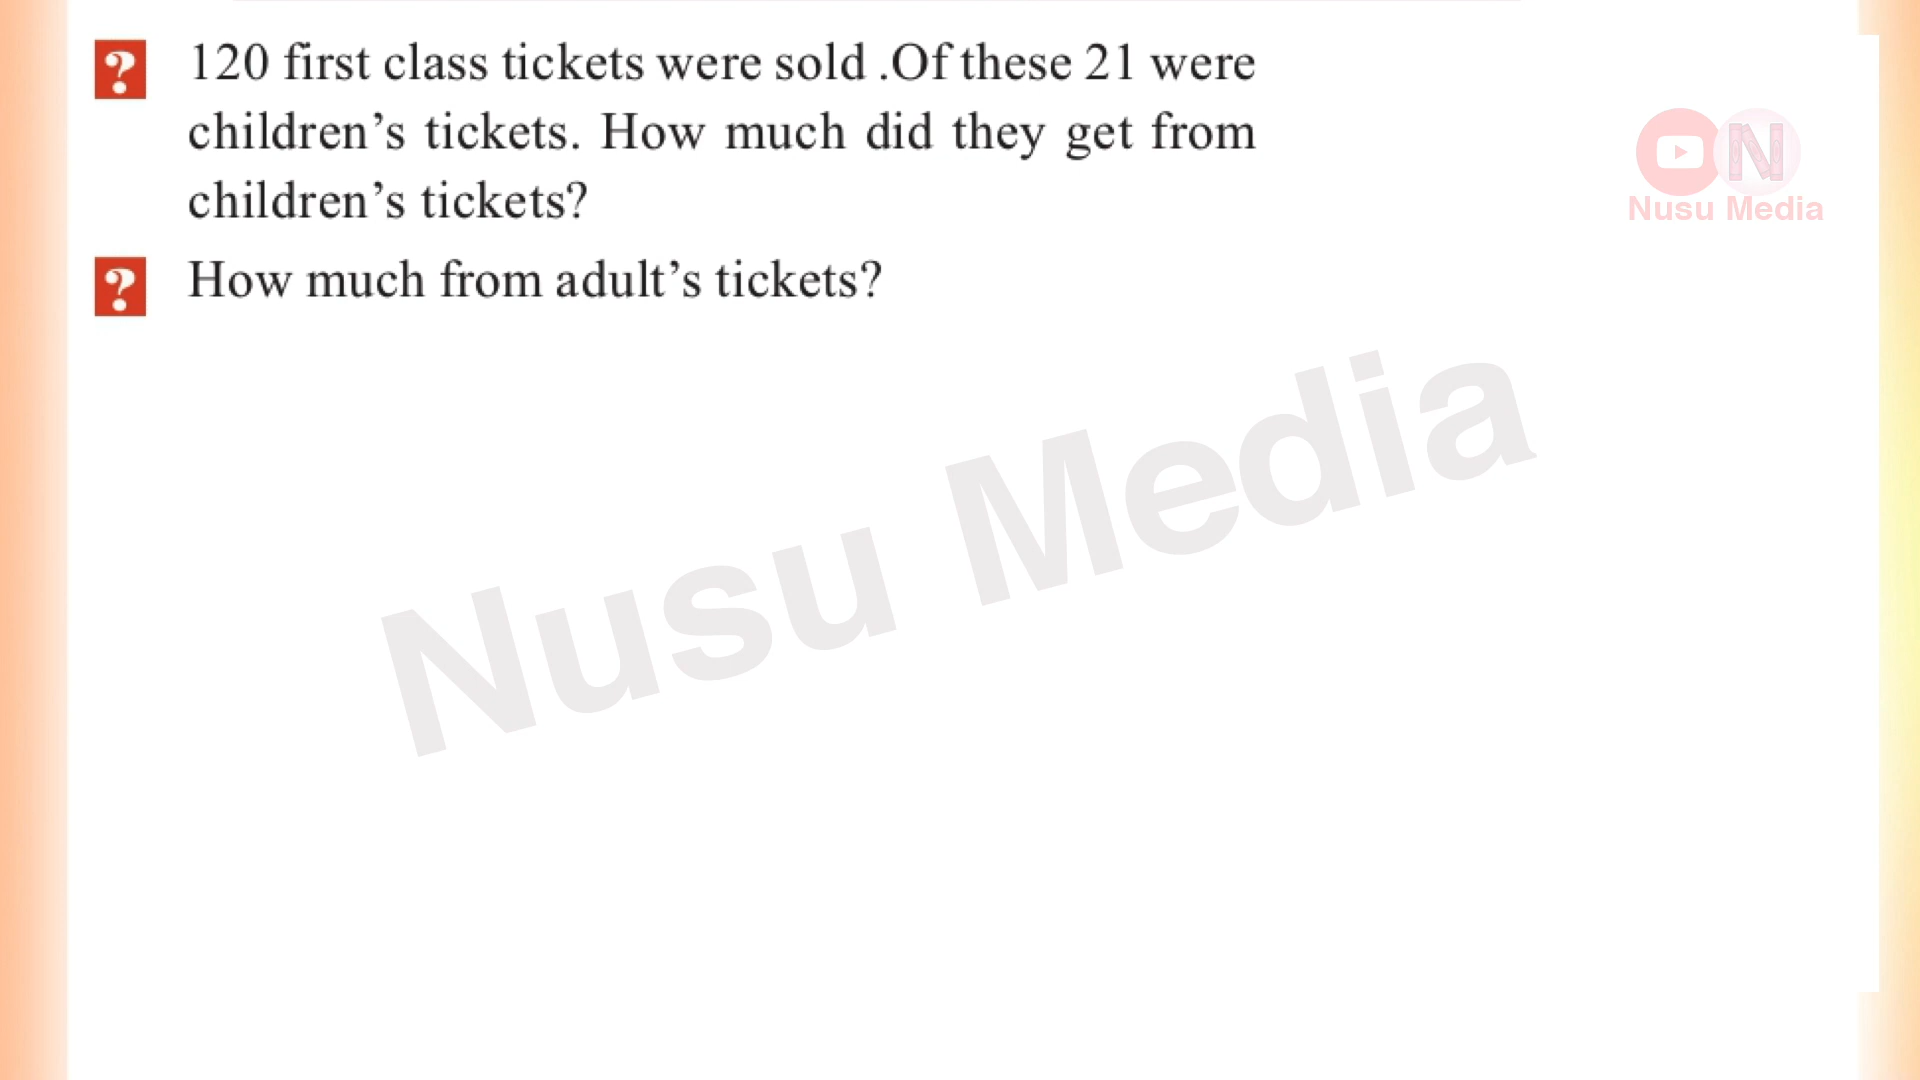 120 first class tickets were sold .Of these 21 were
children’s tickets. How much did they get from
children’s tickets?
How much from adult’s tickets?
N
Nusu Media
Nusu Media